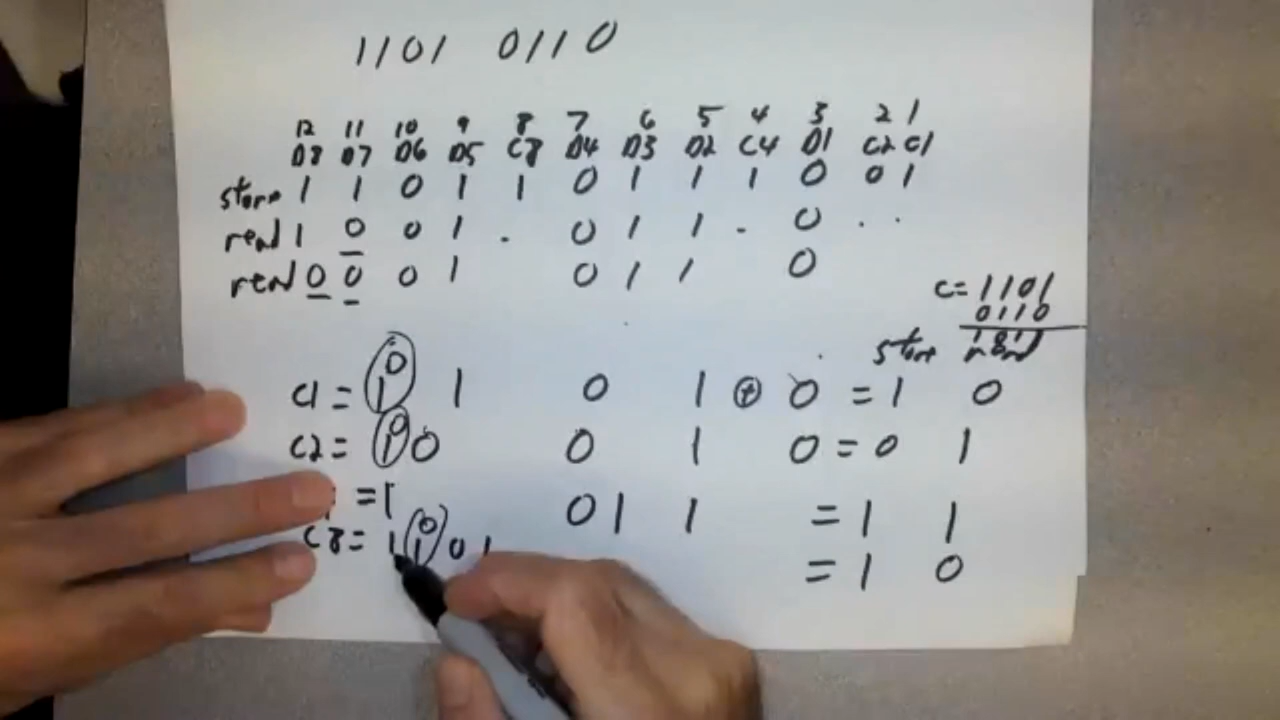 1101 0110
12 11 10 9 8 7 6 5 4 3 2 1
D8 D7 D6 D5 C8 D4 D3 D2 C4 D1 C2 C1
store 1 1 0 1 1 0 1 1 1 0 0 1
read 1 0 0 1 . 0 1 1 . 0 . .
read 0 0 0 1 0 1 1 0
C=1101
0110
1011
store read
C1 = 1 0 1 0 1 ⊕ 0 = 1 0
C2 = 1 0 0 0 1 0 = 0 1
= 1 0 1 1 = 1 1
C8 = 1 1 0 0 1 = 1 0